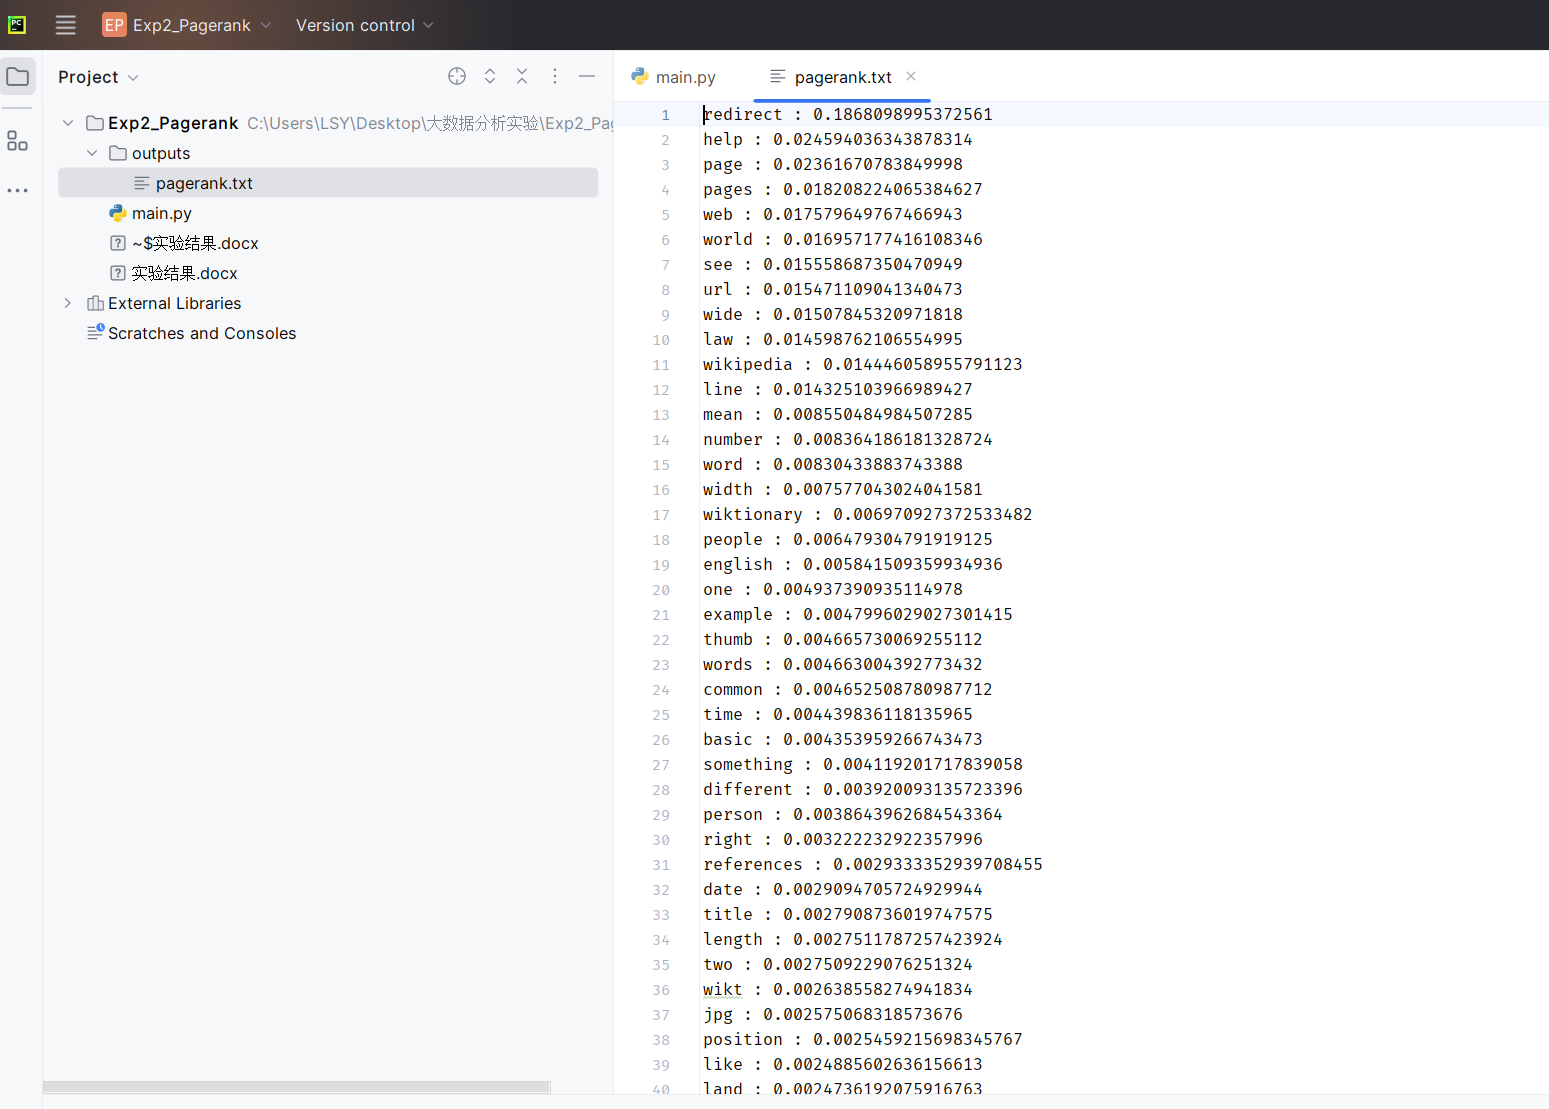 PC
EP Exp2_Pagerank Version control
Project
Exp2_Pagerank C:\Users\LSY\Desktop\大数据分析实验\Exp2_Pag
outputs
pagerank.txt
main.py
~$实验结果.docx
实验结果.docx
External Libraries
Scratches and Consoles
main.py pagerank.txt
1 redirect : 0.1868098995372561
2 help : 0.024594036343878314
3 page : 0.02361670783849998
4 pages : 0.018208224065384627
5 web : 0.017579649767466943
6 world : 0.016957177416108346
7 see : 0.015558687350470949
8 url : 0.015471109041340473
9 wide : 0.01507845320971818
10 law : 0.014598762106554995
11 wikipedia : 0.014446058955791123
12 line : 0.014325103966989427
13 mean : 0.008550484984507285
14 number : 0.008364186181328724
15 word : 0.00830433883743388
16 width : 0.007577043024041581
17 wiktionary : 0.006970927372533482
18 people : 0.006479304791919125
19 english : 0.005841509359934936
20 one : 0.004937390935114978
21 example : 0.0047996029027301415
22 thumb : 0.004665730069255112
23 words : 0.004663004392773432
24 common : 0.004652508780987712
25 time : 0.004439836118135965
26 basic : 0.004353959266743473
27 something : 0.004119201717839058
28 different : 0.003920093135723396
29 person : 0.0038643962684543364
30 right : 0.003222232922357996
31 references : 0.0029333352939708455
32 date : 0.0029094705724929944
33 title : 0.0027908736019747575
34 length : 0.0027511787257423924
35 two : 0.0027509229076251324
36 wikt : 0.002638558274941834
37 jpg : 0.002575068318573676
38 position : 0.0025459215698345767
39 like : 0.0024885602636156613
40 land : 0.0024736192075916763